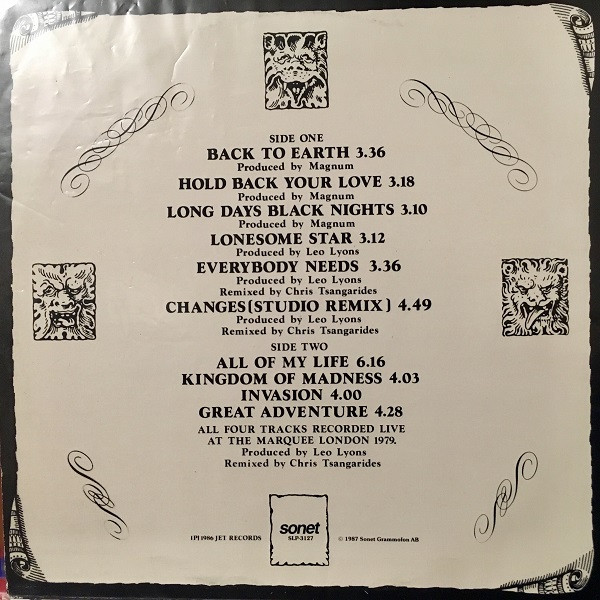 SIDE ONE
BACK TO EARTH 3.36
Produced by Magnum
HOLD BACK YOUR LOVE 3.18
Produced by Magnum
LONG DAYS BLACK NIGHTS 3.10
Produced by Magnum
LONESOME STAR 3.12
Produced by Leo Lyons
EVERYBODY NEEDS 3.36
Produced by Leo Lyons
Remixed by Chris Tsangarides
CHANGES(STUDIO REMIX) 4.49
Produced by Leo Lyons
Remixed by Chris Tsangarides
SIDE TWO
ALL OF MY LIFE 6.16
KINGDOM OF MADNESS 4.03
INVASION 4.00
GREAT ADVENTURE 4.28
ALL FOUR TRACKS RECORDED LIVE
AT THE MARQUEE LONDON 1979.
Produced by Leo Lyons
Remixed by Chris Tsangarides
sonet
SLP-3127
(P) 1986 JET RECORDS
© 1987 Sonet Grammofon AB